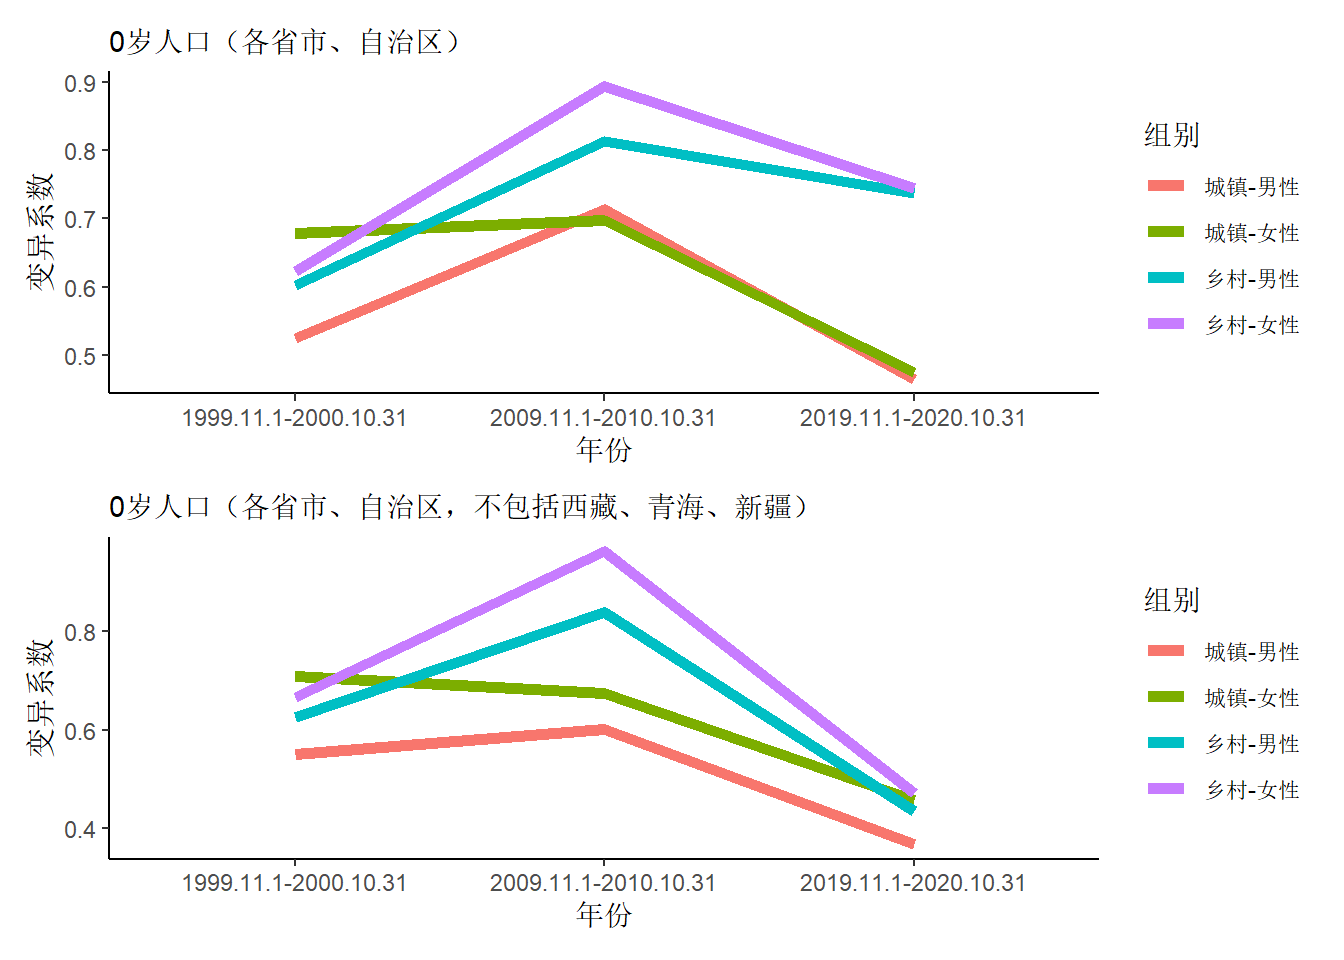 0岁人口（各省市、自治区）
变异系数
0.9
0.8
0.7
0.6
0.5
1999.11.1-2000.10.31
2009.11.1-2010.10.31
2019.11.1-2020.10.31
年份
组别
城镇-男性
城镇-女性
乡村-男性
乡村-女性
0岁人口（各省市、自治区，不包括西藏、青海、新疆）
变异系数
0.8
0.6
0.4
1999.11.1-2000.10.31
2009.11.1-2010.10.31
2019.11.1-2020.10.31
年份
组别
城镇-男性
城镇-女性
乡村-男性
乡村-女性